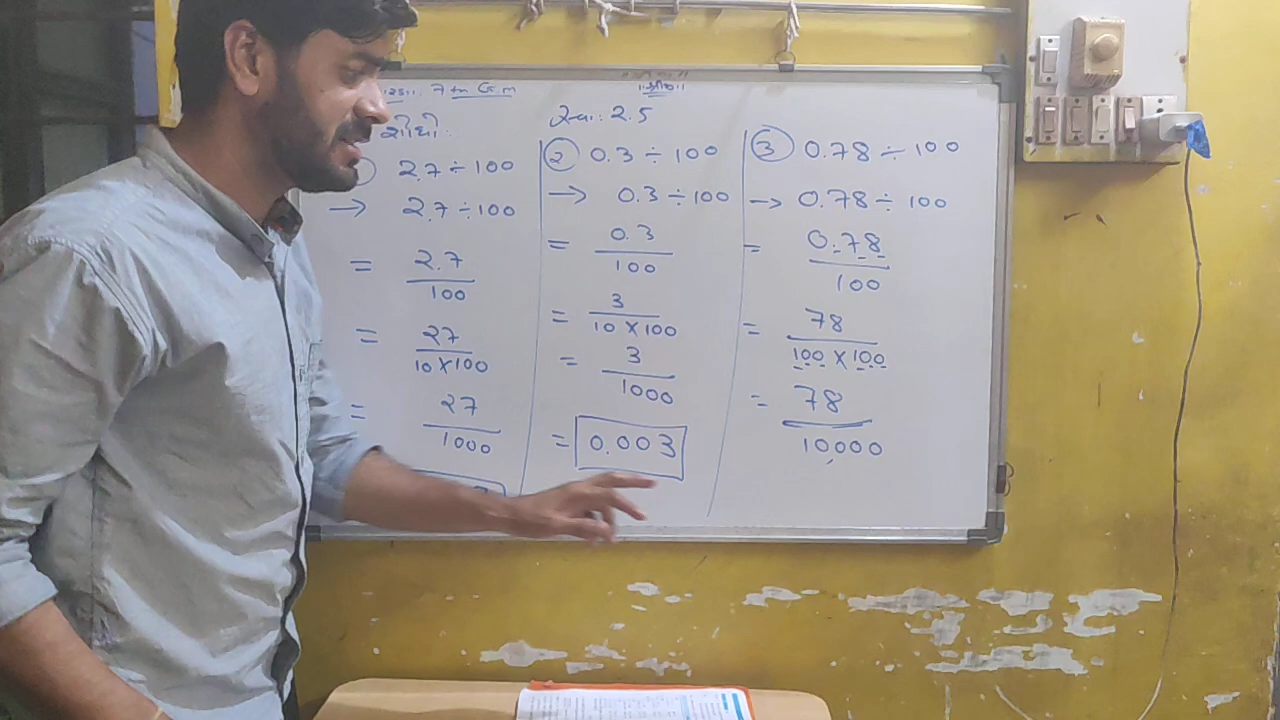 7 m G.m
સ્વા. 2.5
શોધો.
2.7 ÷ 100
→ 2.7 ÷ 100
= 2.7 / 100
= 27 / 10 X 100
= 27 / 1000
② 0.3 ÷ 100
→ 0.3 ÷ 100
= 0.3 / 100
= 3 / 10 X 100
= 3 / 1000
= 0.003
③ 0.78 ÷ 100
→ 0.78 ÷ 100
= 0.78 / 100
= 78 / 100 X 100
= 78 / 10,000